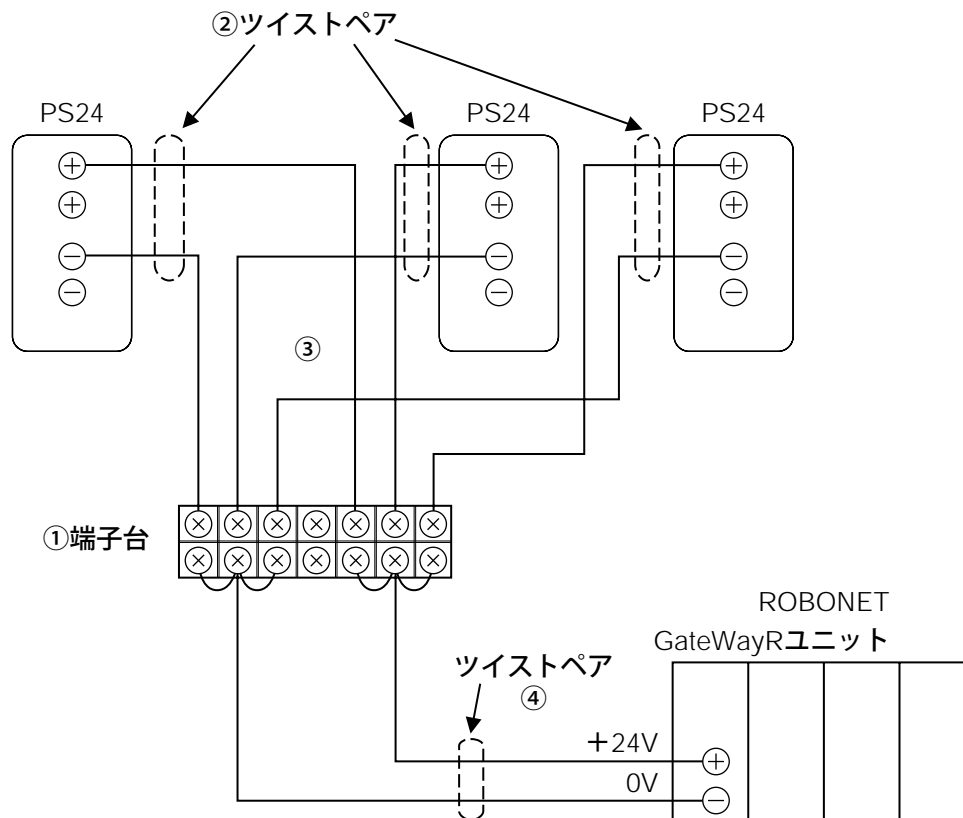 ②ツイストペア
PS24
PS24
PS24
③
①端子台
ROBONET
GateWayRユニット
ツイストペア
④
＋24V
0V